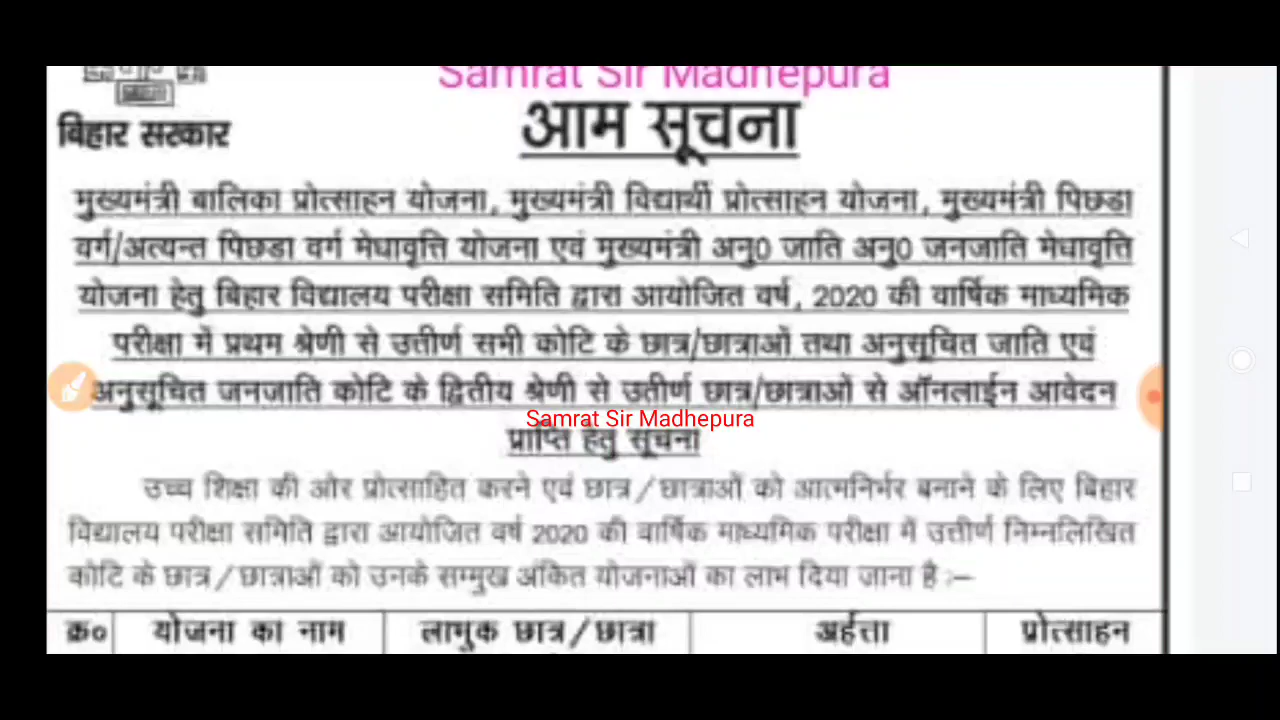 Samrat Sir Madhepura
बिहार सरकार
आम सूचना
मुख्यमंत्री बालिका प्रोत्साहन योजना, मुख्यमंत्री विद्यार्थी प्रोत्साहन योजना, मुख्यमंत्री पिछडा
वर्ग/अत्यन्त पिछडा वर्ग मेधावृत्ति योजना एवं मुख्यमंत्री अनु0 जाति अनु0 जनजाति मेधावृत्ति
योजना हेतु बिहार विद्यालय परीक्षा समिति द्वारा आयोजित वर्ष, 2020 की वार्षिक माध्यमिक
परीक्षा में प्रथम श्रेणी से उत्तीर्ण सभी कोटि के छात्र/छात्राओं तथा अनुसूचित जाति एवं
अनुसूचित जनजाति कोटि के द्वितीय श्रेणी से उतीर्ण छात्र/छात्राओं से ऑनलाईन आवेदन
Samrat Sir Madhepura
प्राप्ति हेतु सूचना
उच्च शिक्षा की ओर प्रोत्साहित करने एवं छात्र/छात्राओं को आत्मनिर्भर बनाने के लिए बिहार
विद्यालय परीक्षा समिति द्वारा आयोजित वर्ष 2020 की वार्षिक माध्यमिक परीक्षा में उत्तीर्ण निम्नलिखित
कोटि के छात्र/छात्राओं को उनके सम्मुख अंकित योजनाओं का लाभ दिया जाना है :–
क्र० योजना का नाम लाभुक छात्र/छात्रा अर्हत्ता प्रोत्साहन